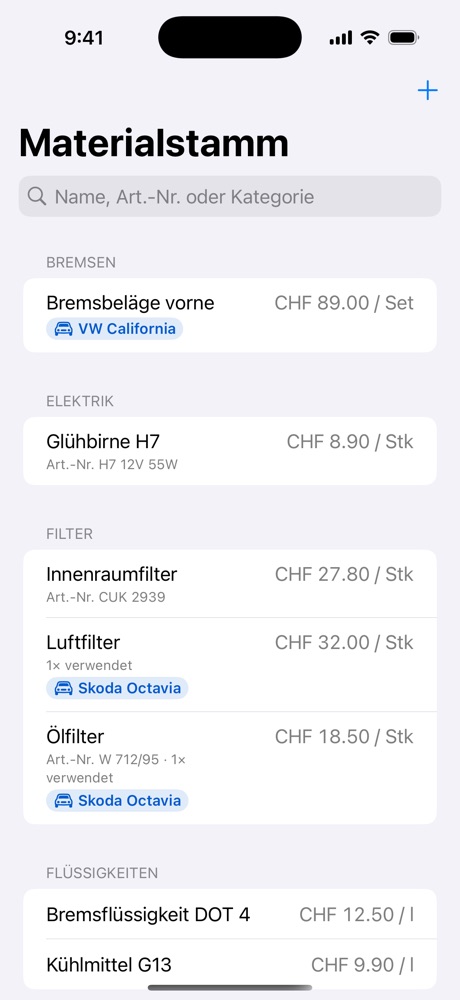 9:41
Materialstamm
Name, Art.-Nr. oder Kategorie
BREMSEN
Bremsbeläge vorne CHF 89.00 / Set
VW California
ELEKTRIK
Glühbirne H7 CHF 8.90 / Stk
Art.-Nr. H7 12V 55W
FILTER
Innenraumfilter CHF 27.80 / Stk
Art.-Nr. CUK 2939
Luftfilter CHF 32.00 / Stk
1× verwendet
Skoda Octavia
Ölfilter CHF 18.50 / Stk
Art.-Nr. W 712/95 · 1×
verwendet
Skoda Octavia
FLÜSSIGKEITEN
Bremsflüssigkeit DOT 4 CHF 12.50 / l
Kühlmittel G13 CHF 9.90 / l